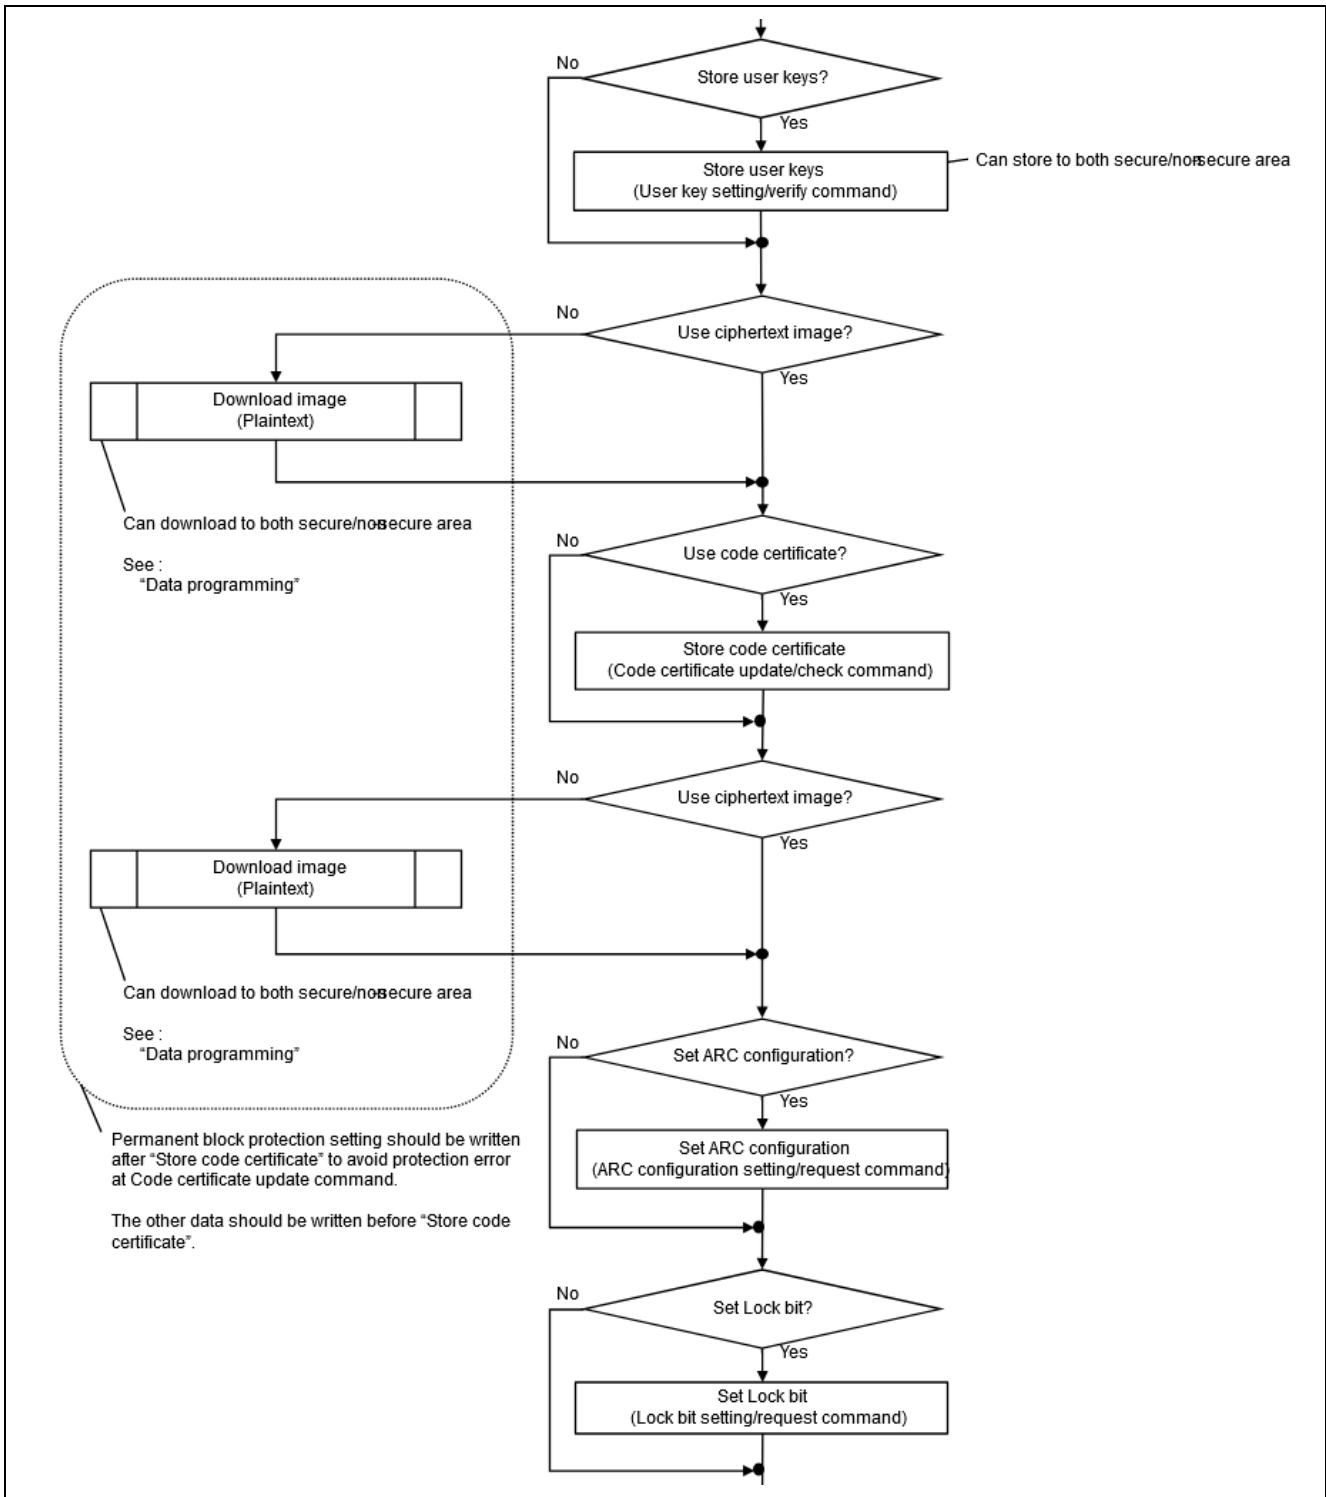 No
Store user keys?
Yes
Store user keys
(User key setting/verify command)
Can store to both secure/non-secure area
No
Use ciphertext image?
Yes
Download image
(Plaintext)
Can download to both secure/non-secure area
See :
“Data programming”
No
Use code certificate?
Yes
Store code certificate
(Code certificate update/check command)
No
Use ciphertext image?
Yes
Download image
(Plaintext)
Can download to both secure/non-secure area
See :
“Data programming”
No
Set ARC configuration?
Yes
Set ARC configuration
(ARC configuration setting/request command)
Permanent block protection setting should be written
after “Store code certificate” to avoid protection error
at Code certificate update command.
The other data should be written before “Store code
certificate”.
No
Set Lock bit?
Yes
Set Lock bit
(Lock bit setting/request command)